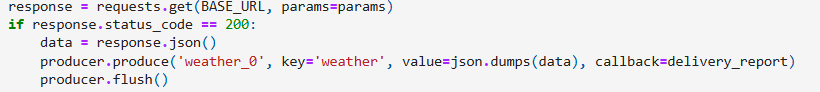 response = requests.get(BASE_URL, params=params)
if response.status_code == 200:
    data = response.json()
    producer.produce('weather_0', key='weather', value=json.dumps(data), callback=delivery_report)
    producer.flush()